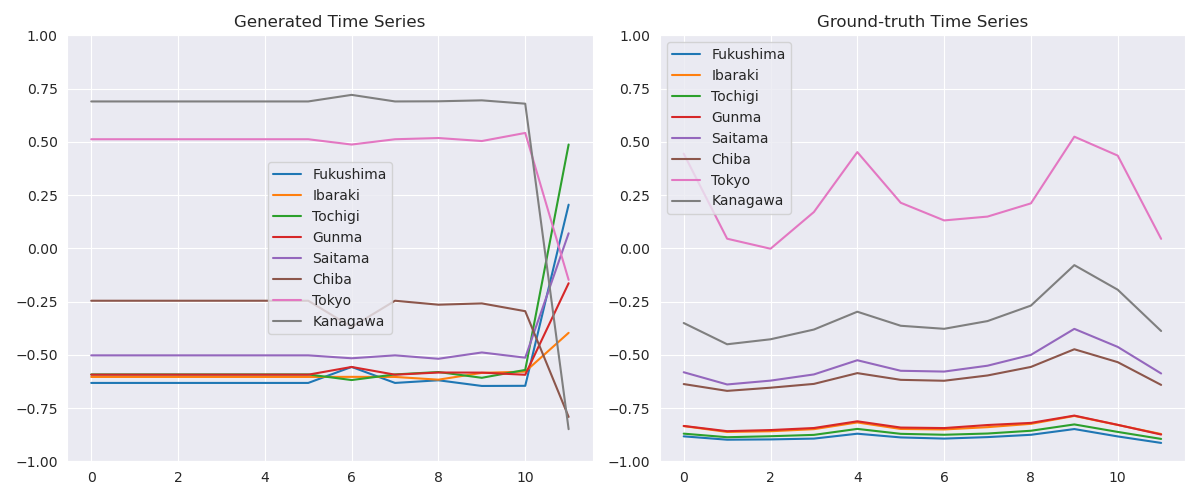 Generated Time Series
1.00
0.75
0.50
0.25
0.00
−0.25
−0.50
−0.75
−1.00
0 2 4 6 8 10
Fukushima
Ibaraki
Tochigi
Gunma
Saitama
Chiba
Tokyo
Kanagawa
Ground-truth Time Series
1.00
0.75
0.50
0.25
0.00
−0.25
−0.50
−0.75
−1.00
0 2 4 6 8 10
Fukushima
Ibaraki
Tochigi
Gunma
Saitama
Chiba
Tokyo
Kanagawa